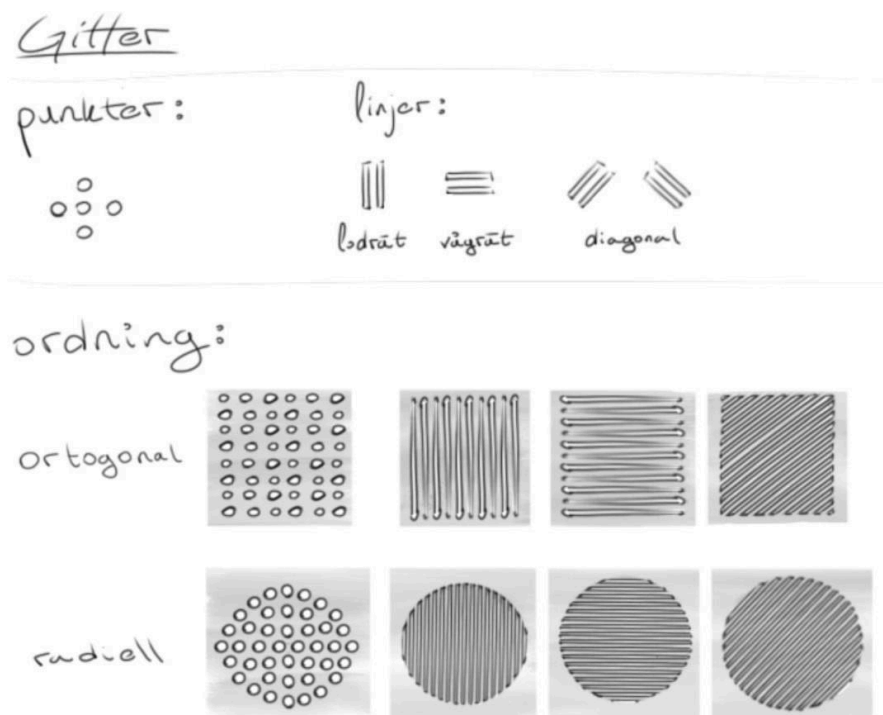 Gitter
punkter: linjer:
lodrät vågrät diagonal
ordning:
ortogonal
radiell